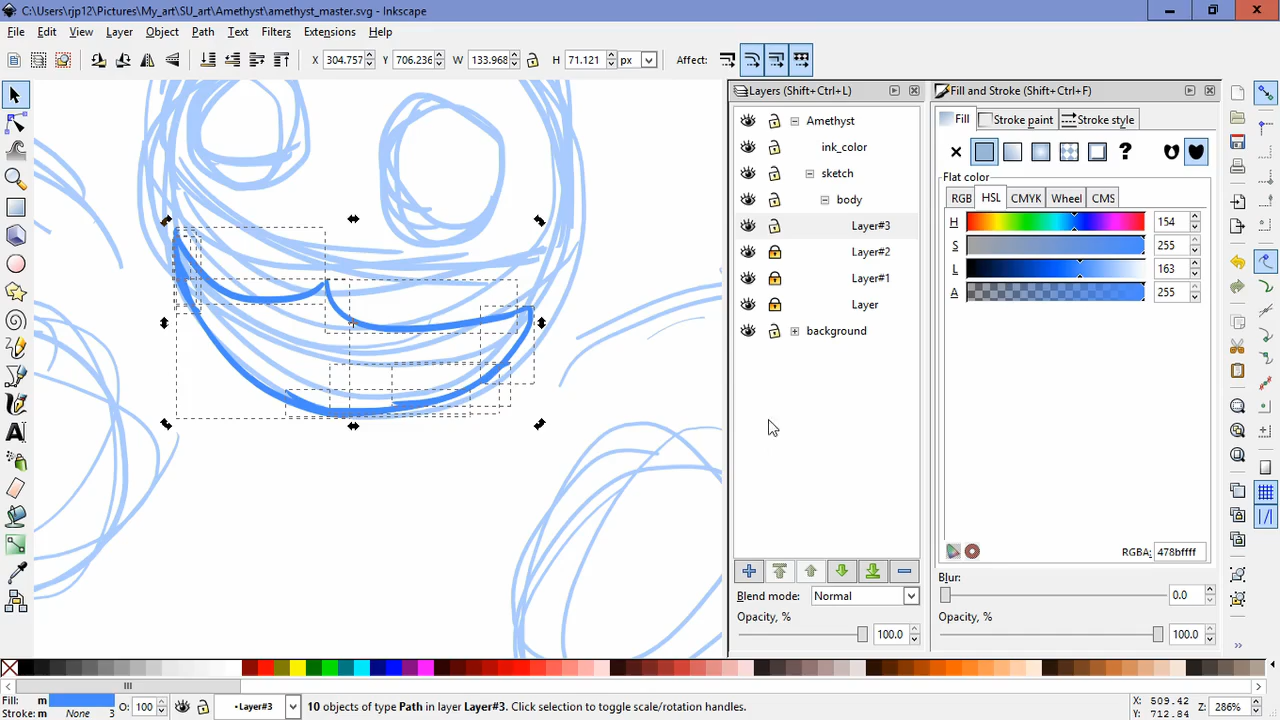 C:\Users\rjp12\Pictures\My_art\SU_art\Amethyst\amethyst_master.svg - Inkscape
File Edit View Layer Object Path Text Filters Extensions Help
X 304.757 Y 706.236 W 133.968 H 71.121 px Affect:
Layers (Shift+Ctrl+L)
Amethyst
ink_color
sketch
body
Layer#3
Layer#2
Layer#1
Layer
background
Blend mode: Normal
Opacity, %
90.0
Fill and Stroke (Shift+Ctrl+F)
Fill Stroke paint Stroke style
?
Flat color
RGB HSL CMYK Wheel CMS
H 154
S 255
L 163
A 255
RGBA: 478bffff
Blur:
0.0
Opacity, %
100.0
Fill: m
Stroke: m None 3
O: 100
•Layer#3
10 objects of type Path in layer Layer#3. Click selection to toggle scale/rotation handles.
X: 509.42
Y: 712.84
Z: 286%